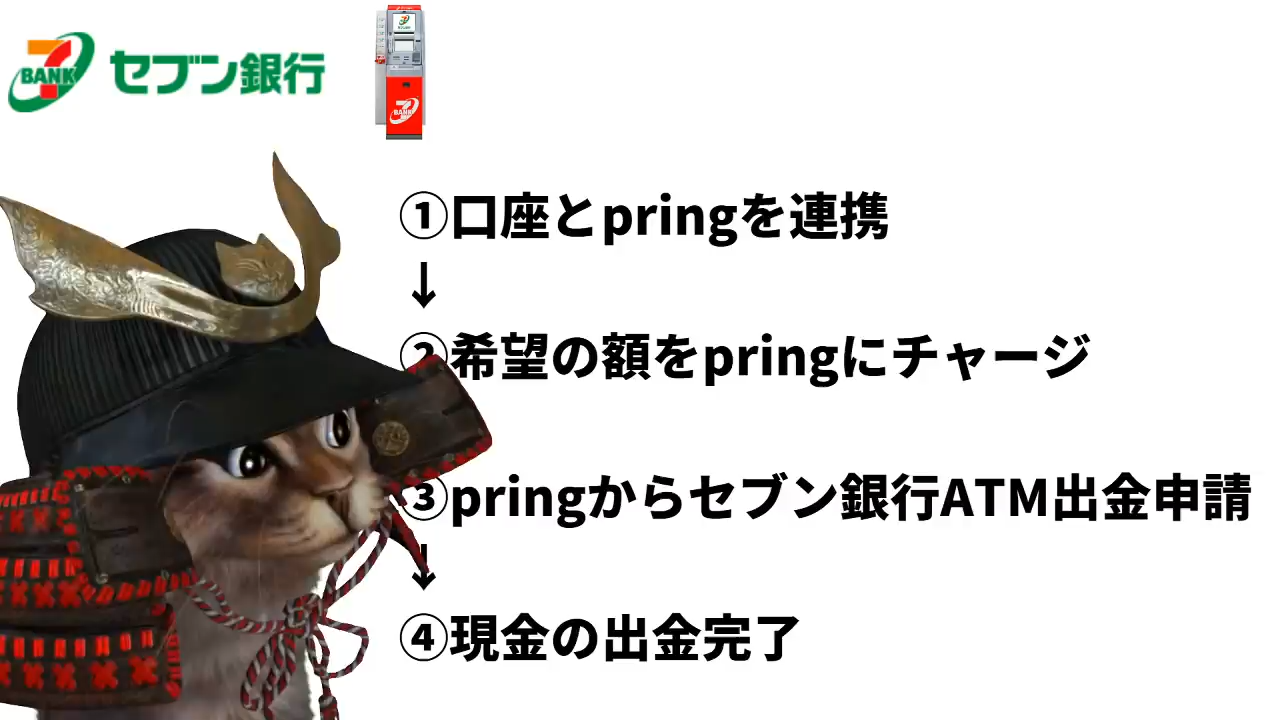 7 BANK セブン銀行
7 BANK
①口座とpringを連携
↓
②希望の額をpringにチャージ
③pringからセブン銀行ATM出金申請
↓
④現金の出金完了